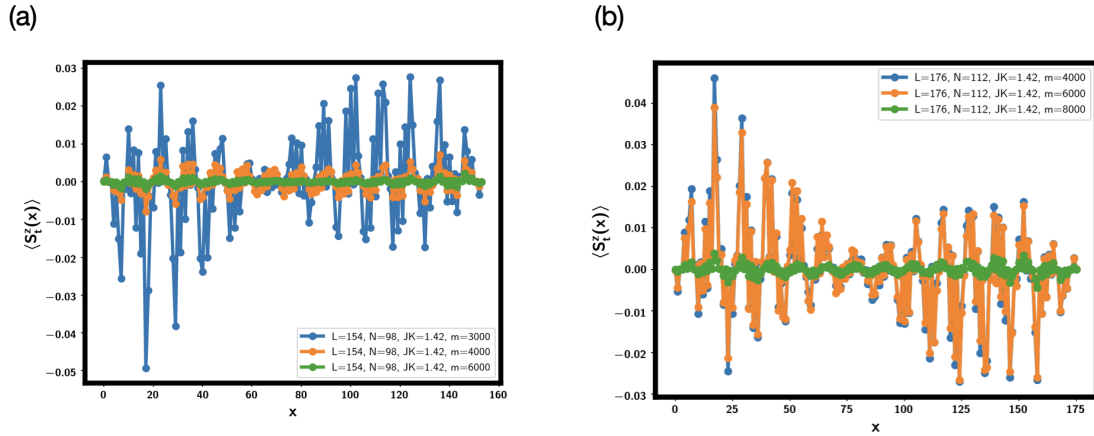 (a)
0.03
0.02
0.01
0.00
−0.01
−0.02
−0.03
−0.04
−0.05
⟨S_t^z(x)⟩
0 20 40 60 80 100 120 140 160
x
L=154, N=98, JK=1.42, m=3000
L=154, N=98, JK=1.42, m=4000
L=154, N=98, JK=1.42, m=6000
(b)
0.04
0.03
0.02
0.01
0.00
−0.01
−0.02
−0.03
⟨S_t^z(x)⟩
0 25 50 75 100 125 150 175
x
L=176, N=112, JK=1.42, m=4000
L=176, N=112, JK=1.42, m=6000
L=176, N=112, JK=1.42, m=8000